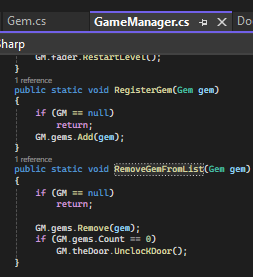 Gem.cs
GameManager.cs
Do
Sharp
GM.fader.RestartLevel();
}
1 reference
public static void RegisterGem(Gem gem)
{
if (GM == null)
return;
GM.gems.Add(gem);
}
1 reference
public static void RemoveGemFromList(Gem gem)
{
if (GM == null)
return;
GM.gems.Remove(gem);
if (GM.gems.Count == 0)
GM.theDoor.UnclocKDoor();
}